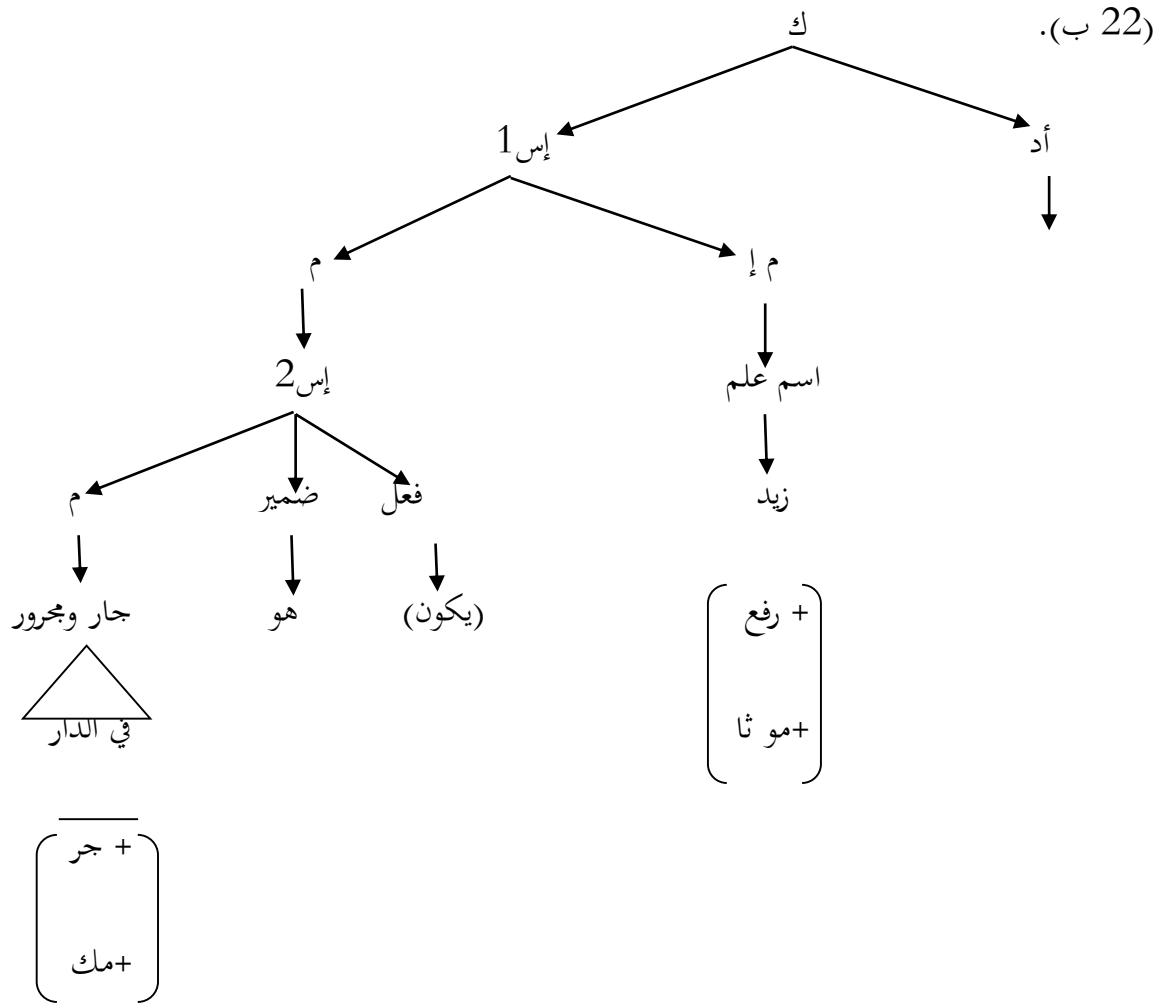 (22 ب). ك
أد إس1
م إ م
اسم علم إس2
زيد فعل ضمير م
+ رفع (يكون) هو جار ومجرور
+مو ثا في الدار
+ جر
+مك